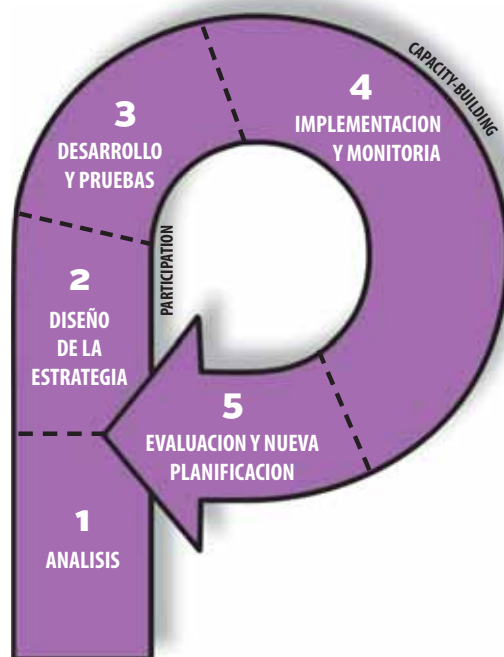 1
ANALISIS
2
DISEÑO
DE LA
ESTRATEGIA
3
DESARROLLO
Y PRUEBAS
4
IMPLEMENTACION
Y MONITORIA
5
EVALUACION Y NUEVA
PLANIFICACION
PARTICIPATION
CAPACITY-BUILDING